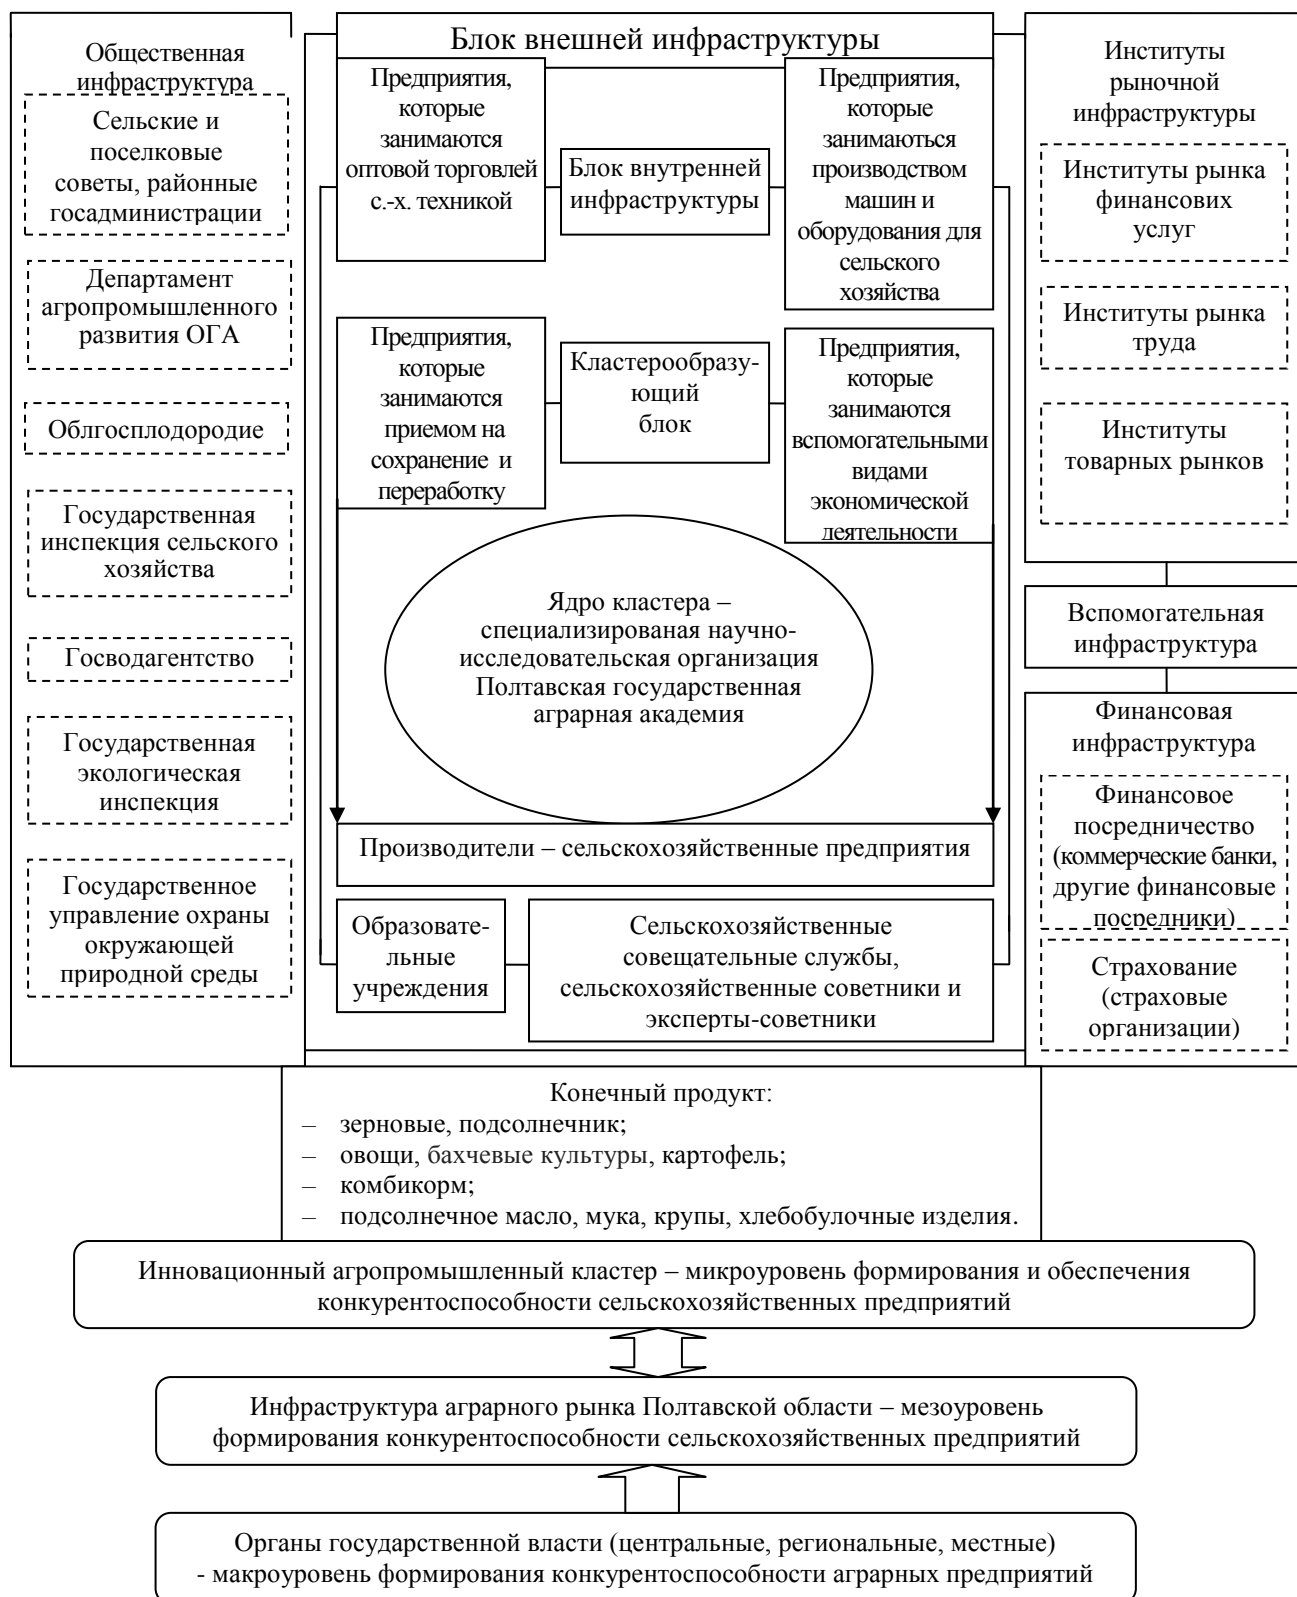 Блок внешней инфраструктуры
Общественная
инфраструктура
Сельские и
поселковые
советы, районные
госадминистрации
Департамент
агропромышленного
развития ОГА
Облгосплодородие
Государственная
инспекция сельского
хозяйства
Госводагентство
Государственная
экологическая
инспекция
Государственное
управление охраны
окружающей
природной среды
Предприятия,
которые
занимаются
оптовой торговлей
с.-х. техникой
Блок внутренней
инфраструктуры
Предприятия,
которые
занимаються
производством
машин и
оборудования для
сельского
хозяйства
Предприятия,
которые
занимаются
приемом на
сохранение и
переработку
Кластерообразу-
ющий
блок
Предприятия,
которые
занимаются
вспомогательными
видами
экономической
деятельности
Ядро кластера –
специализированая научно-
исследовательская организация
Полтавская государственная
аграрная академия
Производители – сельскохозяйственные предприятия
Образовате-
льные
учреждения
Сельскохозяйственные
совещательные службы,
сельскохозяйственные советники и
эксперты-советники
Институты
рыночной
инфраструктуры
Институты рынка
финансових
услуг
Институты рынка
труда
Институты
товарных рынков
Вспомогательная
инфраструктура
Финансовая
инфраструктура
Финансовое
посредничество
(коммерческие банки,
другие финансовые
посредники)
Страхование
(страховые
организации)
Конечный продукт:
– зерновые, подсолнечник;
– овощи, бахчевые культуры, картофель;
– комбикорм;
– подсолнечное масло, мука, крупы, хлебобулочные изделия.
Инновационный агропромышленный кластер – микроуровень формирования и обеспечения
конкурентоспособности сельскохозяйственных предприятий
Инфраструктура аграрного рынка Полтавской области – мезоуровень
формирования конкурентоспособности сельскохозяйственных предприятий
Органы государственной власти (центральные, региональные, местные)
- макроуровень формирования конкурентоспособности аграрных предприятий